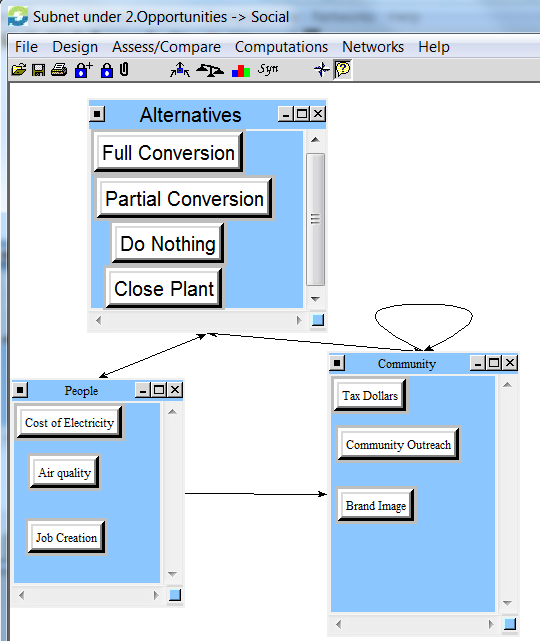 Subnet under 2.Opportunities -> Social
File Design Assess/Compare Computations Networks Help
Syn
Alternatives
Full Conversion
Partial Conversion
Do Nothing
Close Plant
People
Cost of Electricity
Air quality
Job Creation
Community
Tax Dollars
Community Outreach
Brand Image